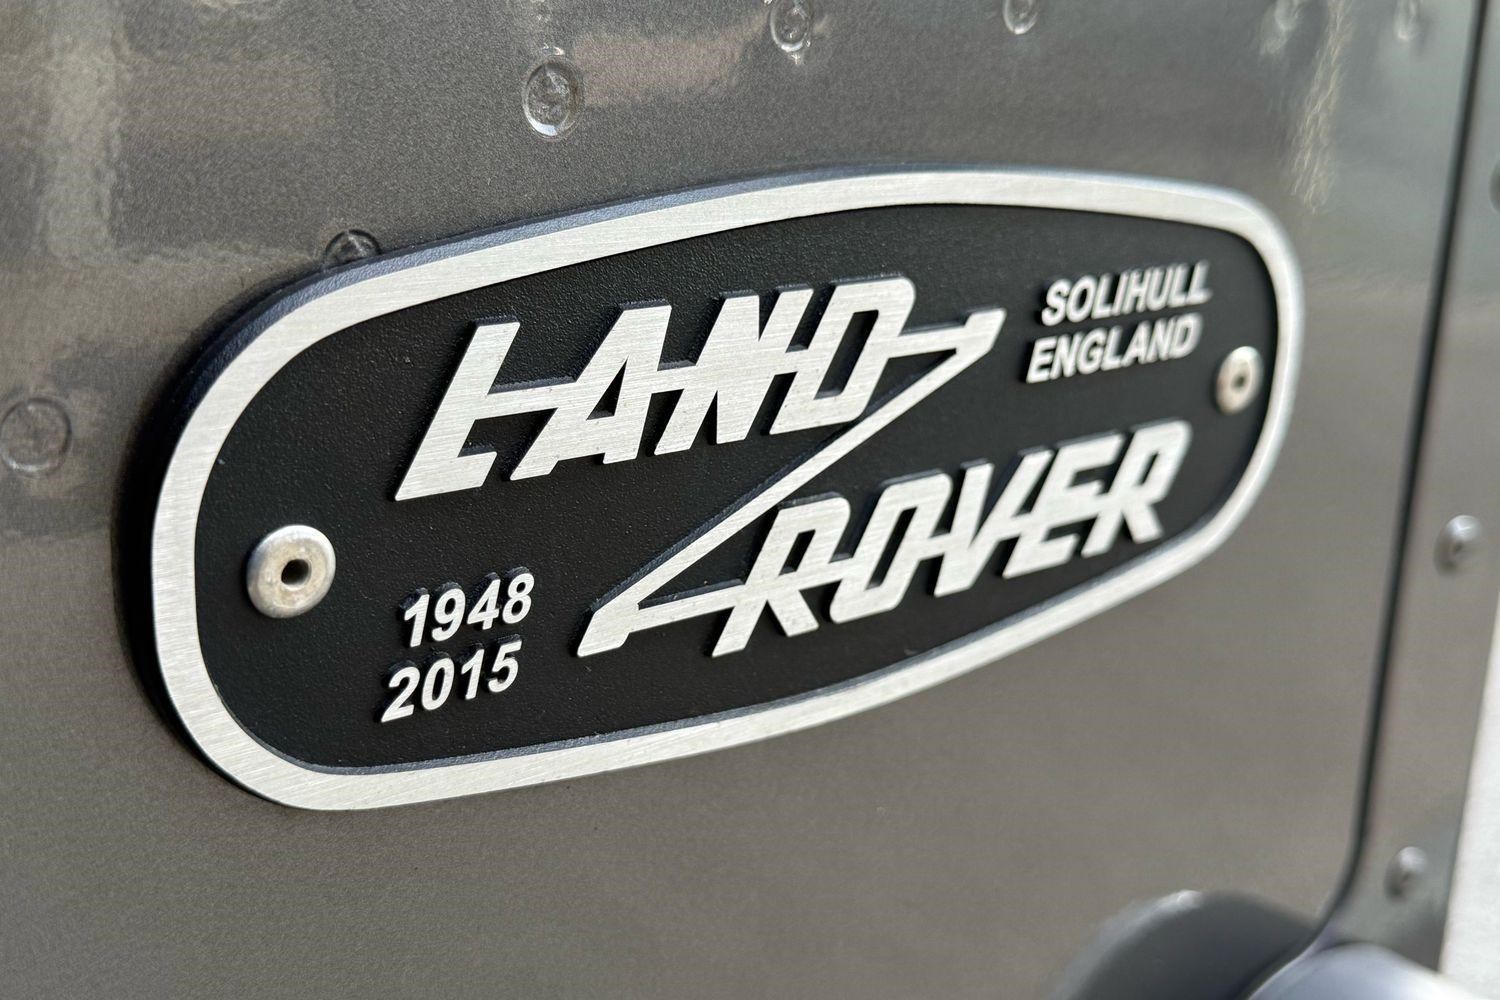 LAND
SOLIHULL
ENGLAND
ROVER
1948
2015